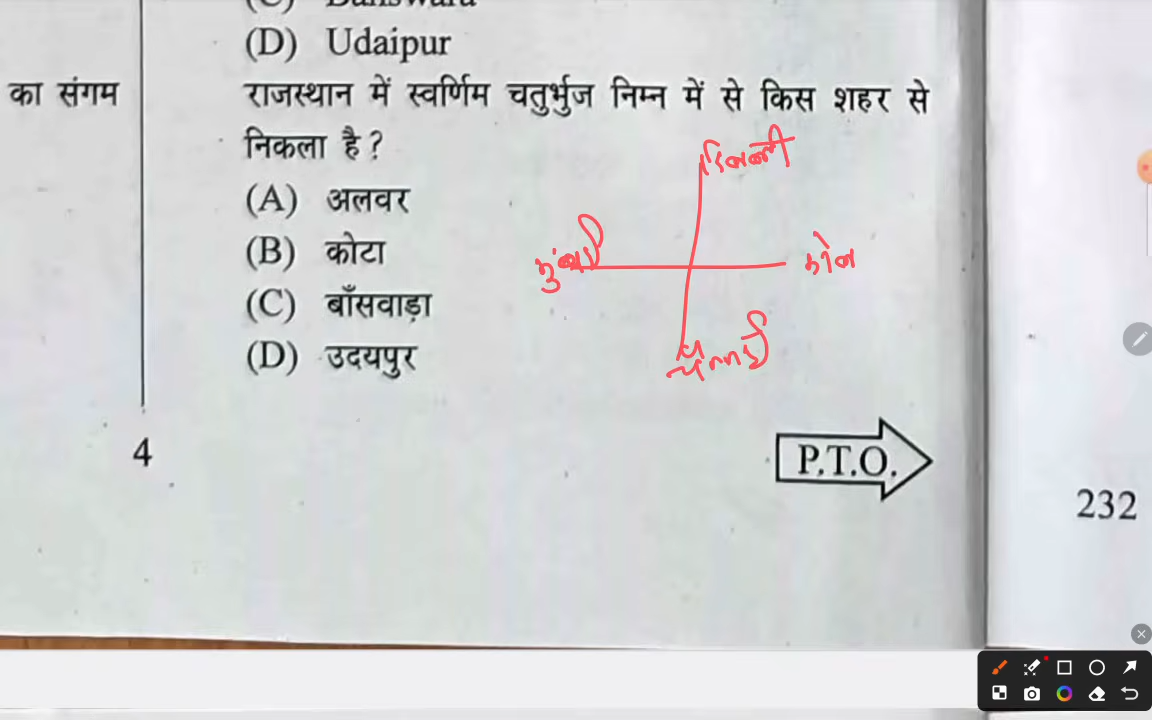 (D) Udaipur
का संगम
राजस्थान में स्वर्णिम चतुर्भुज निम्न में से किस शहर से
निकला है?
(A) अलवर
(B) कोटा
(C) बाँसवाड़ा
(D) उदयपुर
मुंबई
चेन्नई
4
P.T.O.
232